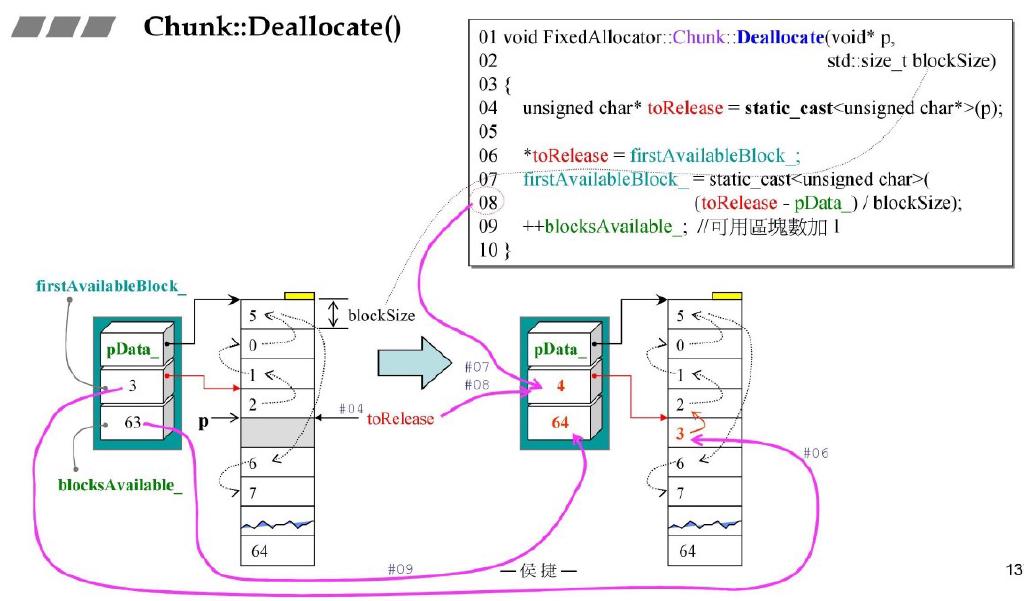 Chunk::Deallocate()
01 void FixedAllocator::Chunk::Deallocate(void* p,
02 std::size_t blockSize)
03 {
04 unsigned char* toRelease = static_cast<unsigned char*>(p);
05
06 *toRelease = firstAvailableBlock_;
07 firstAvailableBlock_ = static_cast<unsigned char>(
08 (toRelease - pData_) / blockSize);
09 ++blocksAvailable_; //可用區塊數加 1
10 }
firstAvailableBlock_
pData_
3
63
p
blocksAvailable_
5
0
1
2
6
7
64
blockSize
#04
toRelease
#07
#08
#09
pData_
4
64
5
0
1
2
3
6
7
64
#06
—侯捷—
13